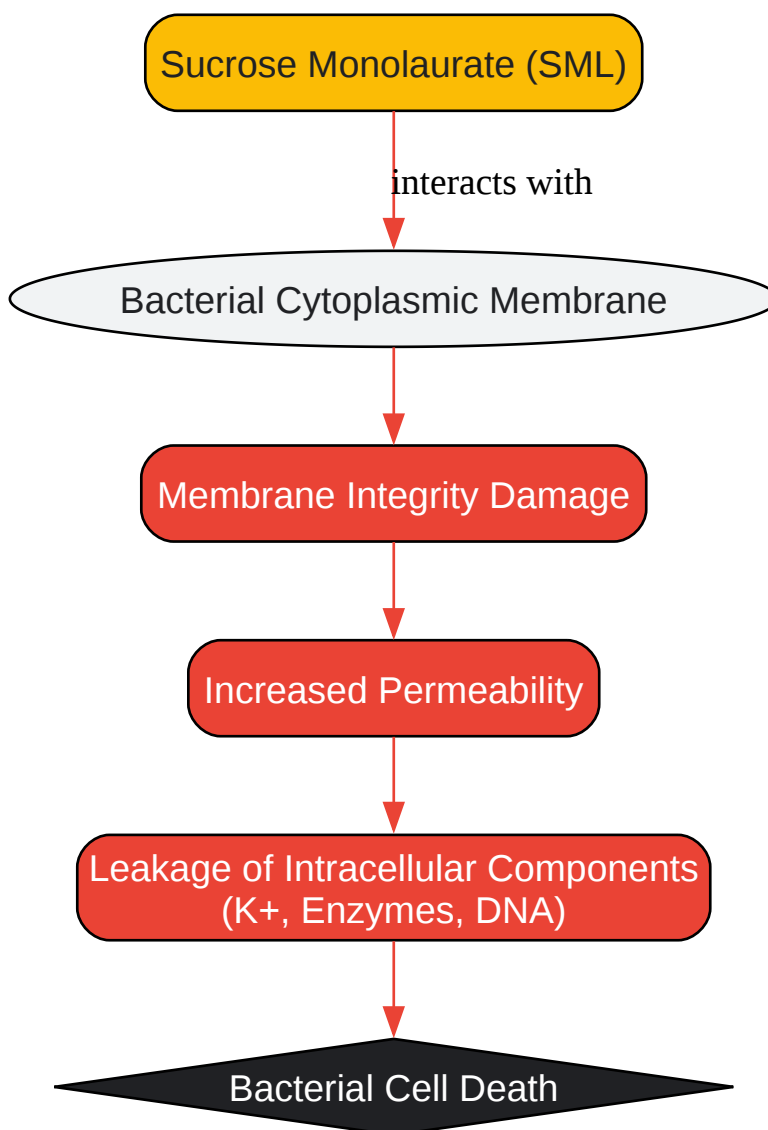 Sucrose Monolaurate (SML)
interacts with
Bacterial Cytoplasmic Membrane
Membrane Integrity Damage
Increased Permeability
Leakage of Intracellular Components
(K+, Enzymes, DNA)
Bacterial Cell Death